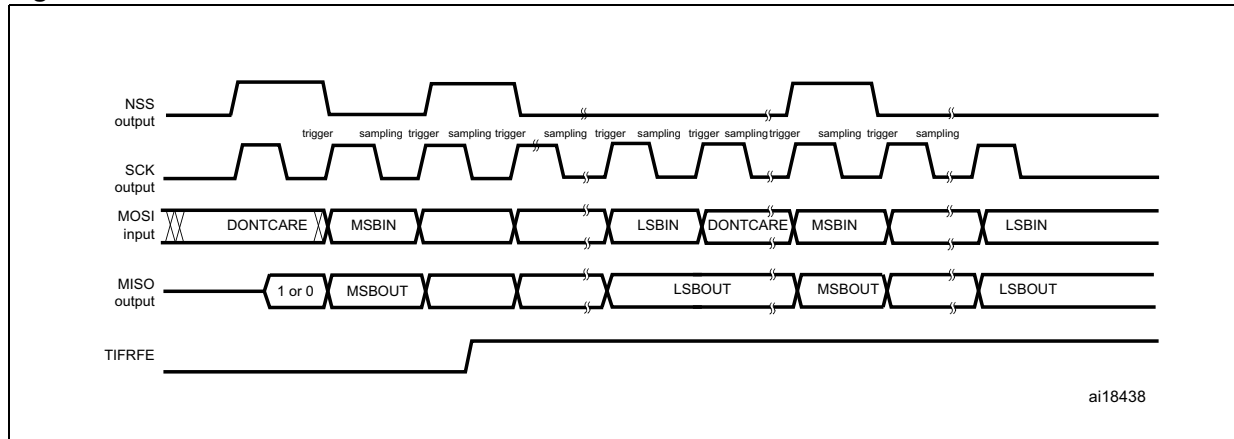 NSS
output
trigger sampling trigger sampling trigger sampling trigger sampling trigger sampling trigger sampling trigger sampling
SCK
output
MOSI
input
DONTCARE MSBIN LSBIN DONTCARE MSBIN LSBIN
MISO
output
1 or 0 MSBOUT LSBOUT MSBOUT LSBOUT
TIFRFE
ai18438